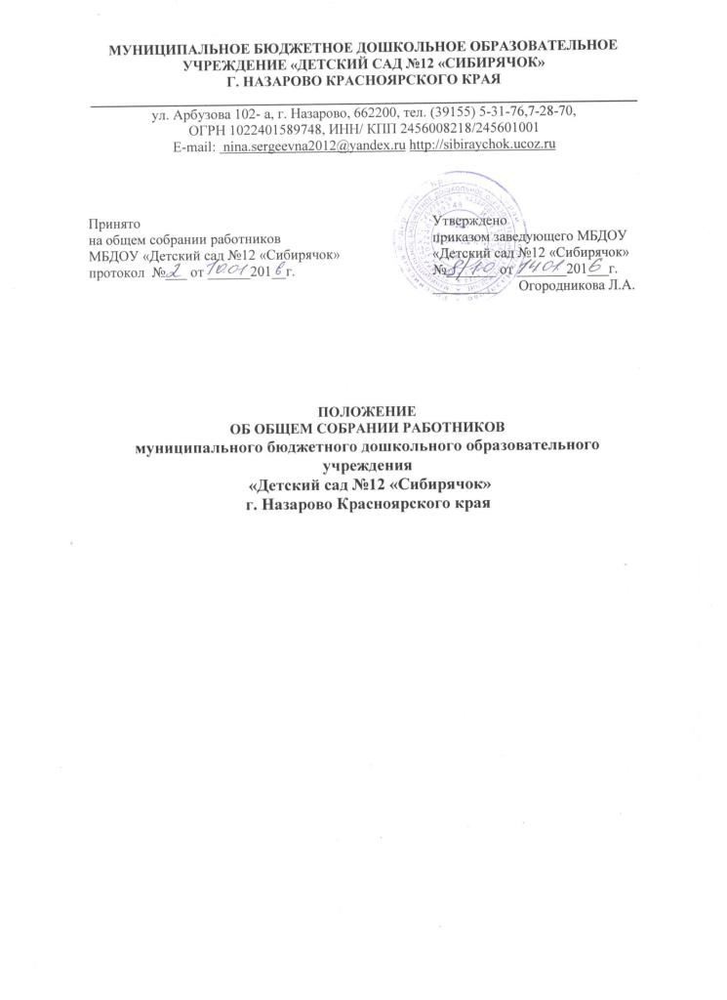 МУНИЦИПАЛЬНОЕ БЮДЖЕТНОЕ ДОШКОЛЬНОЕ ОБРАЗОВАТЕЛЬНОЕ
УЧРЕЖДЕНИЕ «ДЕТСКИЙ САД №12 «СИБИРЯЧОК»
Г. НАЗАРОВО КРАСНОЯРСКОГО КРАЯ
ул. Арбузова 102- а, г. Назарово, 662200, тел. (39155) 5-31-76,7-28-70,
ОГРН 1022401589748, ИНН/ КПП 2456008218/245601001
E-mail: nina.sergeevna2012@yandex.ru http://sibiraychok.ucoz.ru
Принято
на общем собрании работников
МБДОУ «Детский сад №12 «Сибирячок»
протокол №2 от 10.01 2016г.
Утверждено
приказом заведующего МБДОУ
«Детский сад №12 «Сибирячок»
№8/10 от 1401 2016г.
Огородникова Л.А.
ПОЛОЖЕНИЕ
ОБ ОБЩЕМ СОБРАНИИ РАБОТНИКОВ
муниципального бюджетного дошкольного образовательного
учреждения
«Детский сад №12 «Сибирячок»
г. Назарово Красноярского края